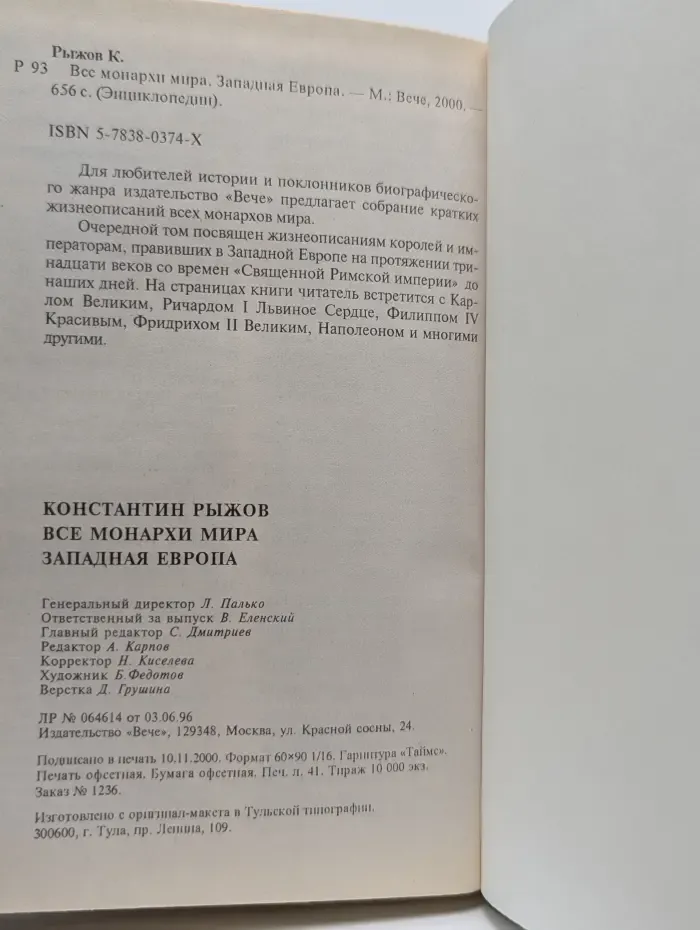 Рыжов К.
Р 93 Все монархи мира. Западная Европа. — М.: Вече, 2000. —
656 с. (Энциклопедии).
ISBN 5-7838-0374-X
Для любителей истории и поклонников биографическо-
го жанра издательство «Вече» предлагает собрание кратких
жизнеописаний всех монархов мира.
Очередной том посвящен жизнеописаниям королей и им-
ператорам, правивших в Западной Европе на протяжении три-
надцати веков со времен «Священной Римской империи» до
наших дней. На страницах книги читатель встретится с Кар-
лом Великим, Ричардом I Львиное Сердце, Филиппом IV
Красивым, Фридрихом II Великим, Наполеоном и многими
другими.
КОНСТАНТИН РЫЖОВ
ВСЕ МОНАРХИ МИРА
ЗАПАДНАЯ ЕВРОПА
Генеральный директор Л. Палько
Ответственный за выпуск В. Еленский
Главный редактор С. Дмитриев
Редактор А. Карпов
Корректор Н. Киселева
Художник Б. Федотов
Верстка Д. Грушина
ЛР № 064614 от 03.06.96
Издательство «Вече», 129348, Москва, ул. Красной сосны, 24.
Подписано в печать 10.11.2000. Формат 60×90 1/16. Гарнитура «Таймс».
Печать офсетная. Бумага офсетная. Печ. л. 41. Тираж 10 000 экз.
Заказ № 1236.
Изготовлено с оригинал-макета в Тульской типографии.
300600, г. Тула, пр. Ленина, 109.